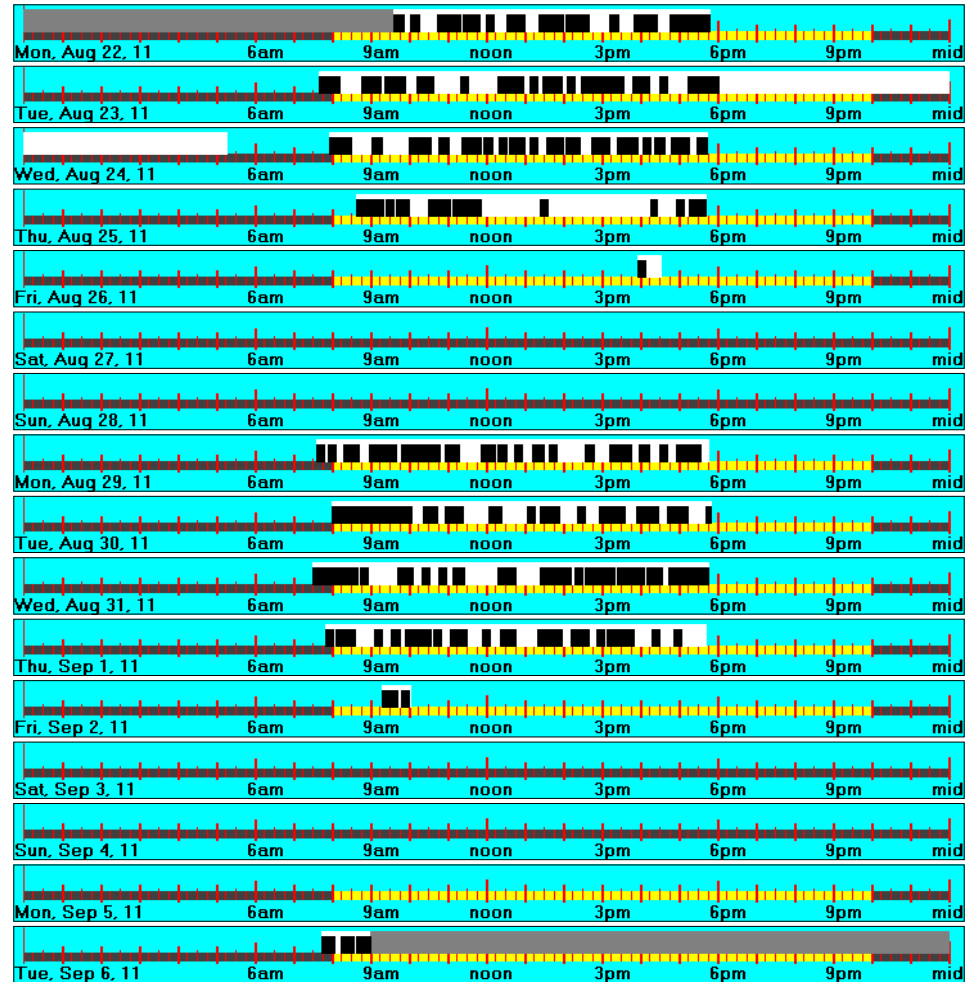 Mon, Aug 22, 11 6am 9am noon 3pm 6pm 9pm mid
Tue, Aug 23, 11 6am 9am noon 3pm 6pm 9pm mid
Wed, Aug 24, 11 6am 9am noon 3pm 6pm 9pm mid
Thu, Aug 25, 11 6am 9am noon 3pm 6pm 9pm mid
Fri, Aug 26, 11 6am 9am noon 3pm 6pm 9pm mid
Sat, Aug 27, 11 6am 9am noon 3pm 6pm 9pm mid
Sun, Aug 28, 11 6am 9am noon 3pm 6pm 9pm mid
Mon, Aug 29, 11 6am 9am noon 3pm 6pm 9pm mid
Tue, Aug 30, 11 6am 9am noon 3pm 6pm 9pm mid
Wed, Aug 31, 11 6am 9am noon 3pm 6pm 9pm mid
Thu, Sep 1, 11 6am 9am noon 3pm 6pm 9pm mid
Fri, Sep 2, 11 6am 9am noon 3pm 6pm 9pm mid
Sat, Sep 3, 11 6am 9am noon 3pm 6pm 9pm mid
Sun, Sep 4, 11 6am 9am noon 3pm 6pm 9pm mid
Mon, Sep 5, 11 6am 9am noon 3pm 6pm 9pm mid
Tue, Sep 6, 11 6am 9am noon 3pm 6pm 9pm mid